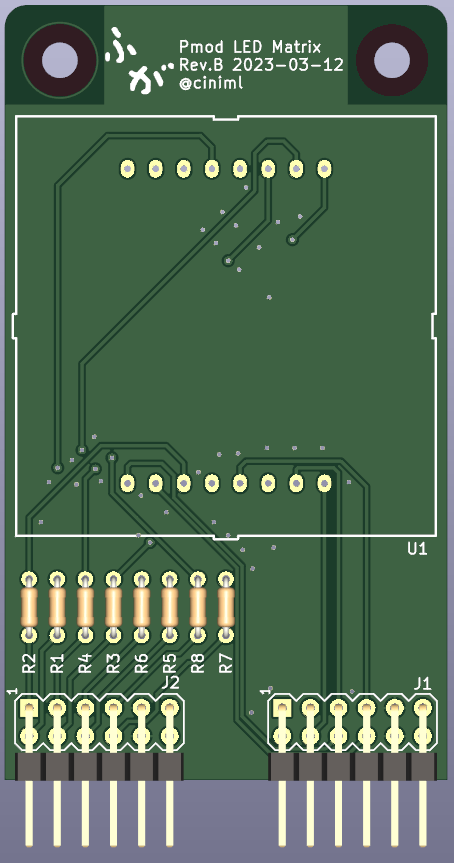 ふが
Pmod LED Matrix
Rev.B 2023-03-12
@ciniml
U1
R2
R1
R4
R3
R6
R5
R8
R7
1
J2
1
J1